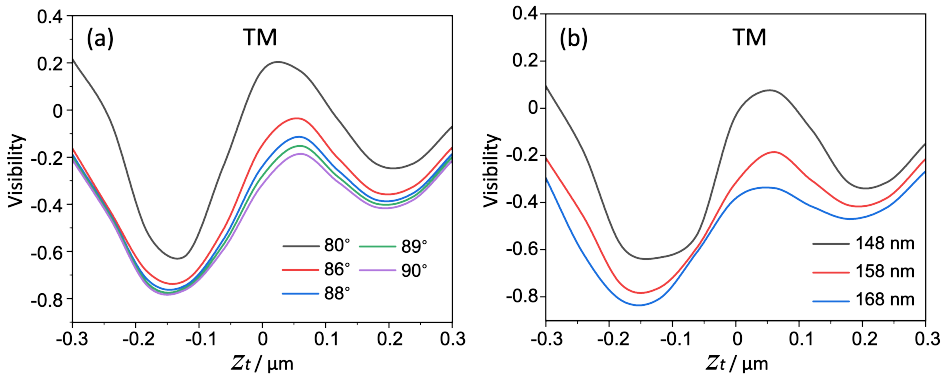 (a) TM
0.4
0.2
0
-0.2
-0.4
-0.6
-0.8
Visibility
80° 89°
86° 90°
88°
-0.3 -0.2 -0.1 0 0.1 0.2 0.3
Zt / μm
(b) TM
0.4
0.2
0
-0.2
-0.4
-0.6
-0.8
Visibility
148 nm
158 nm
168 nm
-0.3 -0.2 -0.1 0 0.1 0.2 0.3
Zt / μm